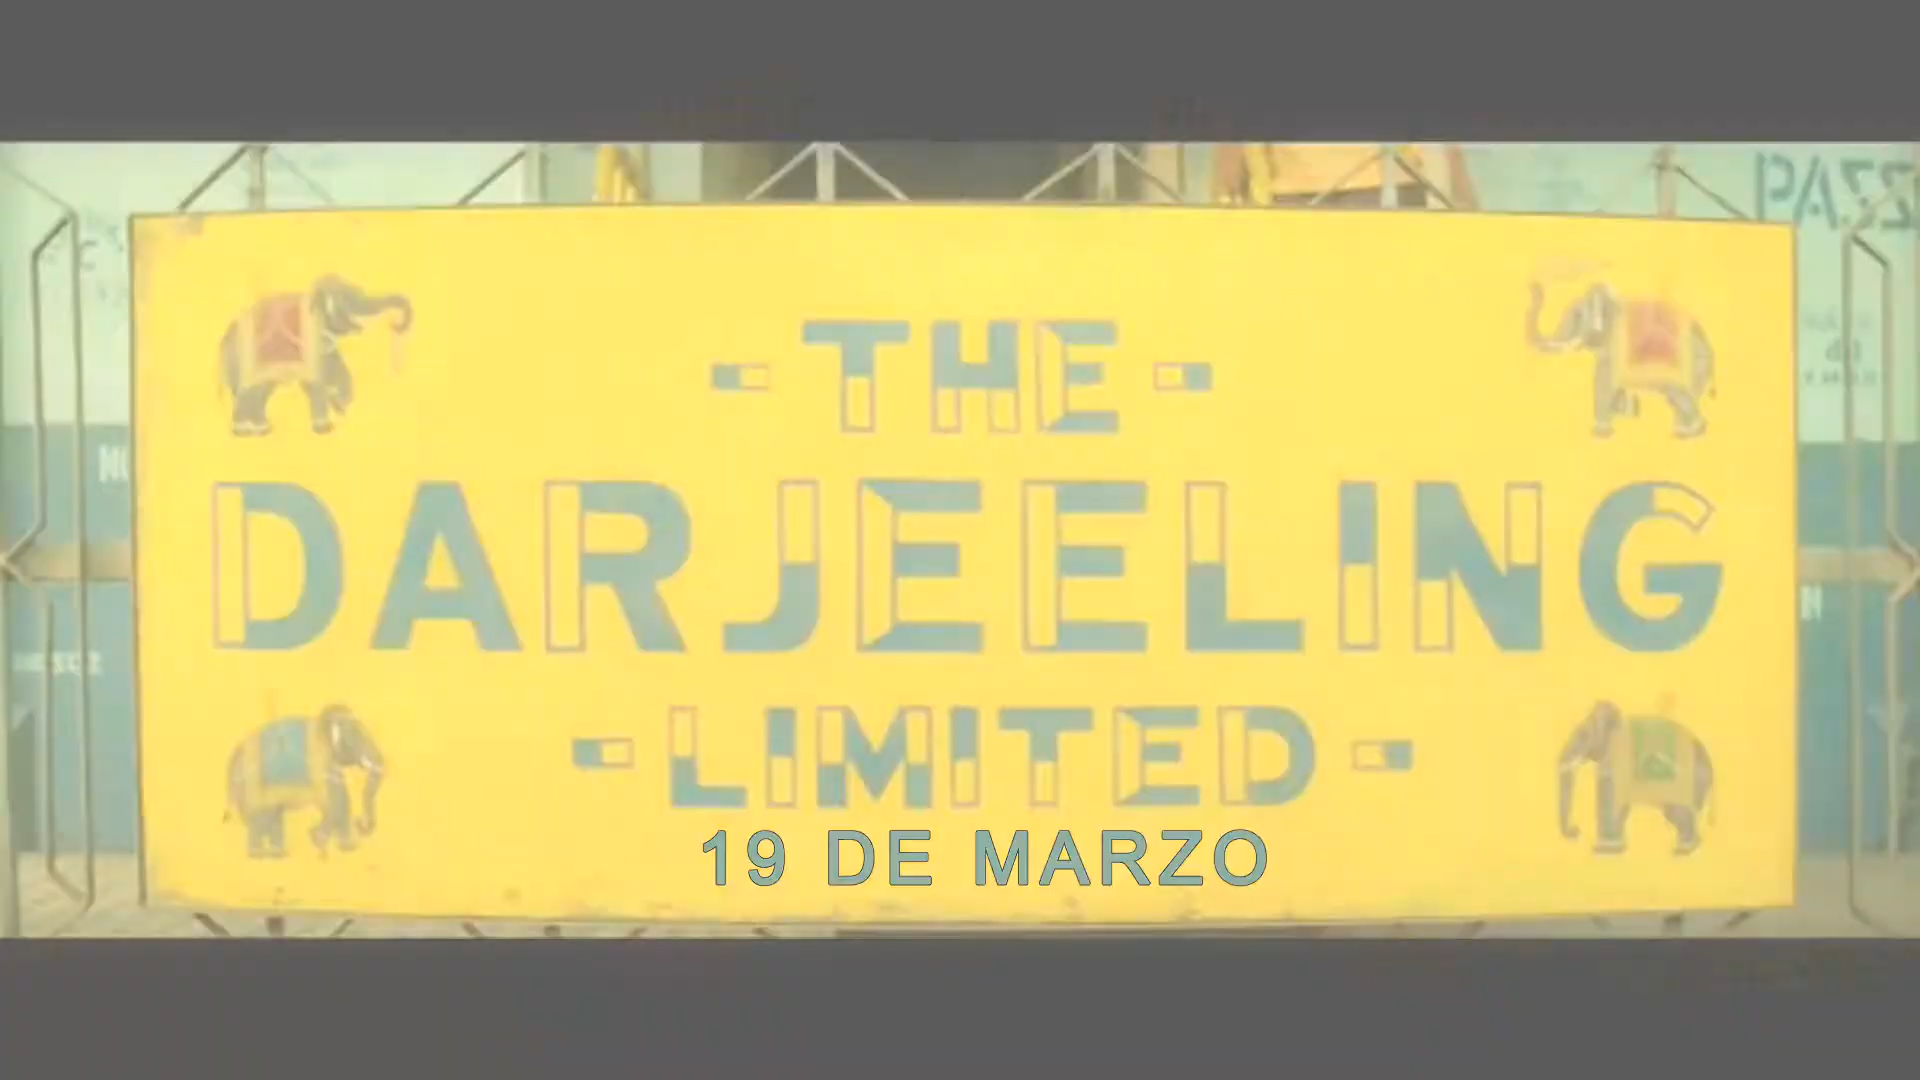 - THE -
DARJEELING
- LIMITED -
19 DE MARZO